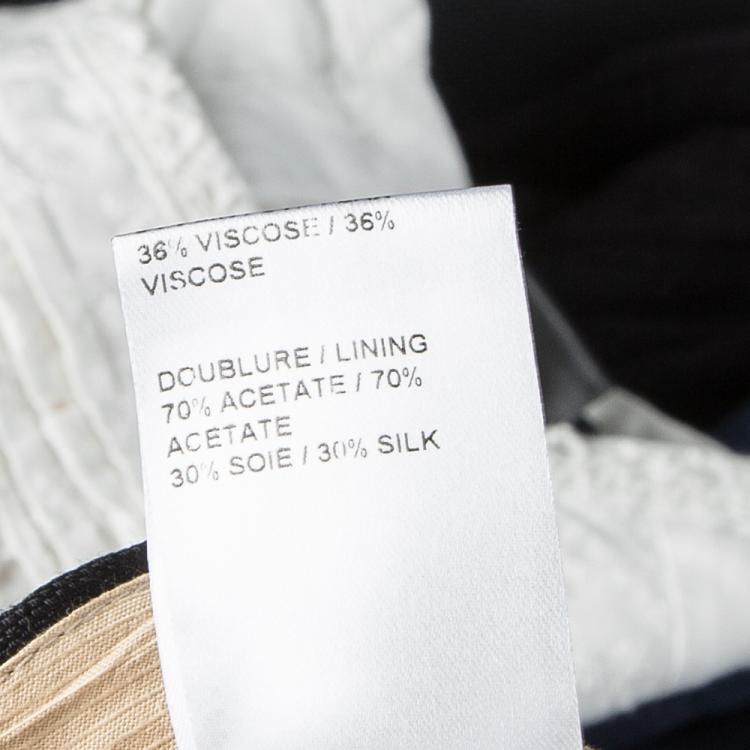 36% VISCOSE / 36%
VISCOSE
DOUBLURE / LINING
70% ACETATE / 70%
ACETATE
30% SOIE / 30% SILK